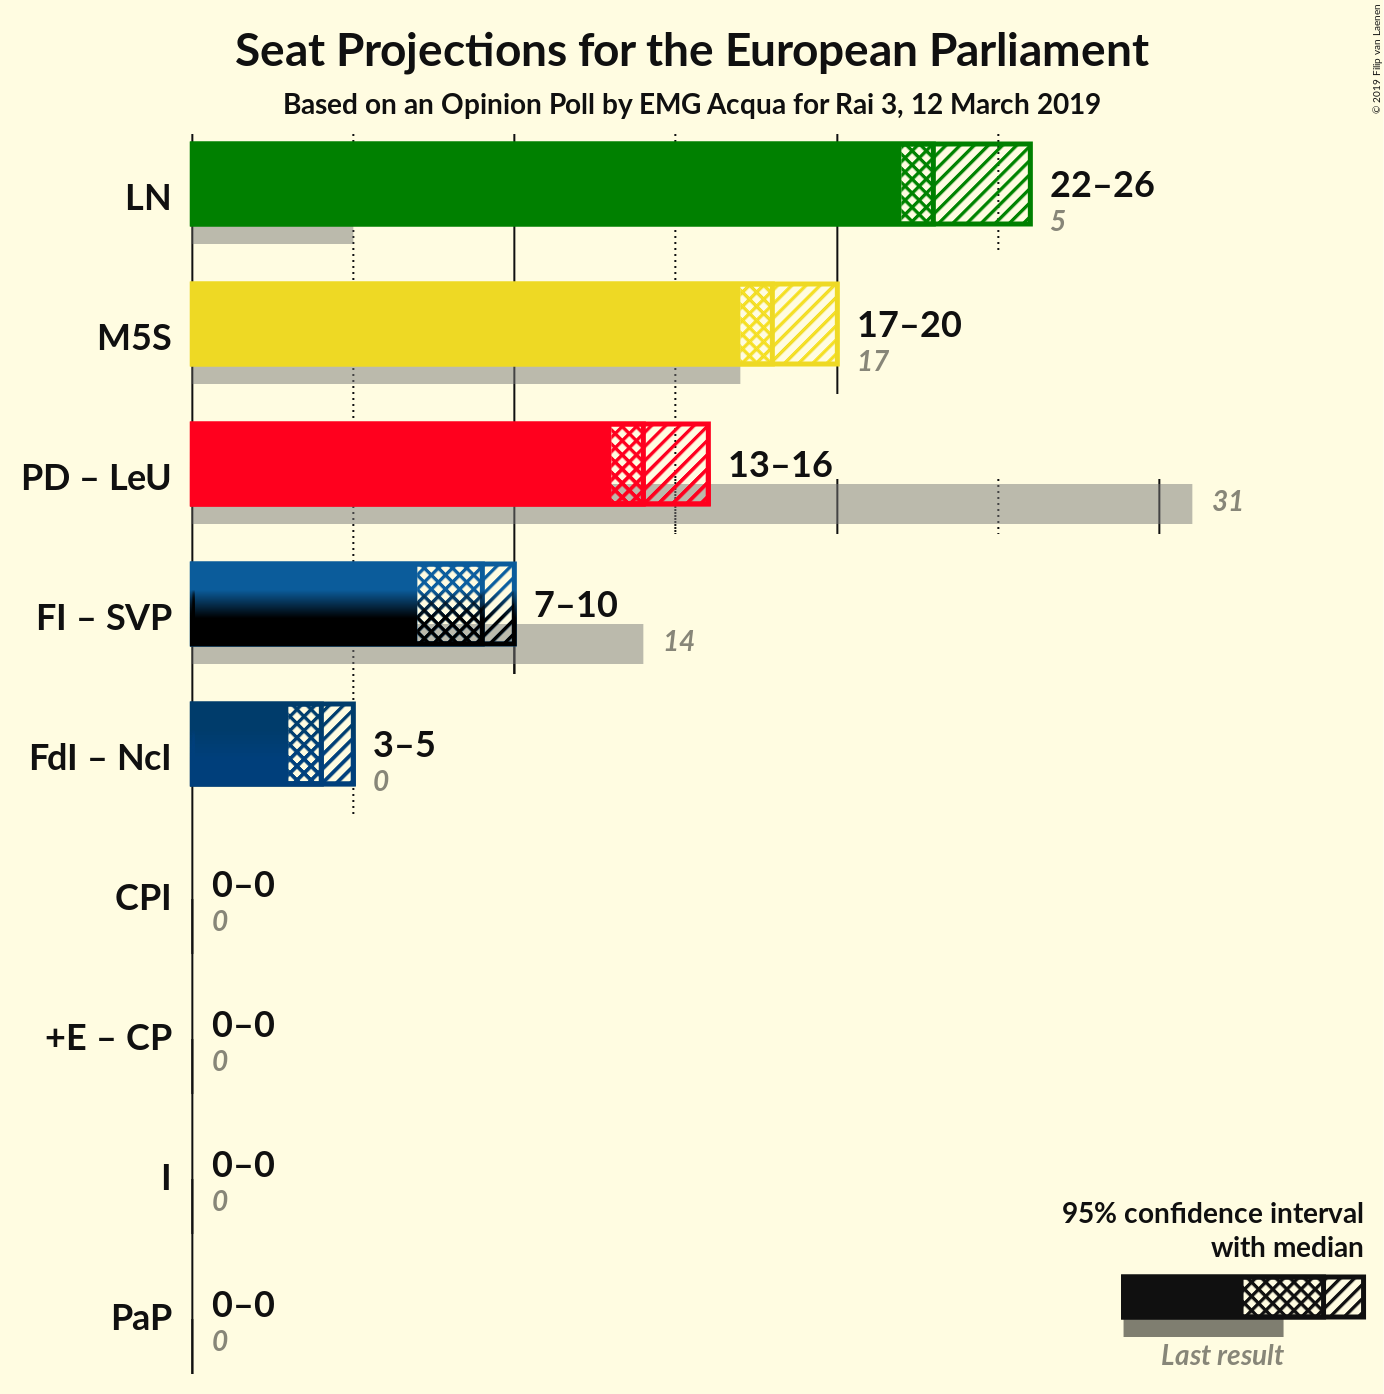 Seat Projections for the European Parliament
Based on an Opinion Poll by EMG Acqua for Rai 3, 12 March 2019
© 2019 Filip van Laenen
LN
22–26
5
M5S
17–20
17
PD – LeU
13–16
31
FI – SVP
7–10
14
FdI – NcI
3–5
0
CPI
0–0
0
+E – CP
0–0
0
I
0–0
0
PaP
0–0
0
95% confidence interval
with median
Last result